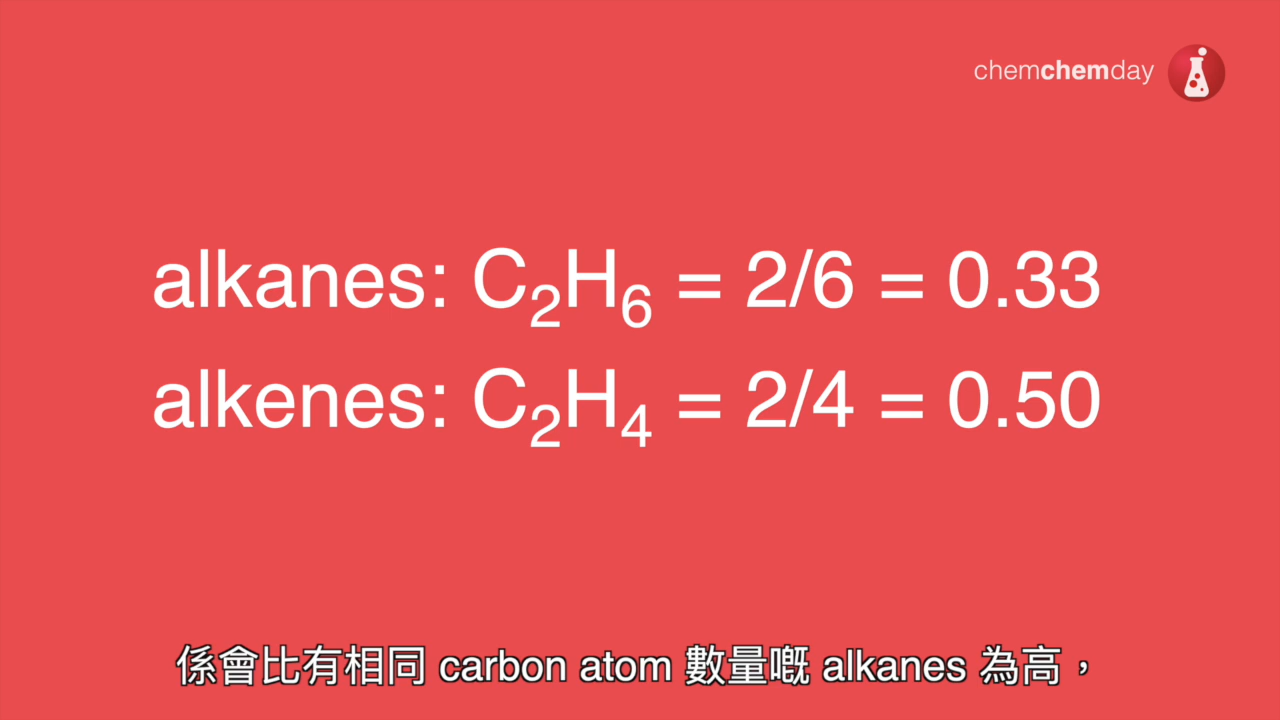 chemchemday
alkanes: C₂H₆ = 2/6 = 0.33
alkenes: C₂H₄ = 2/4 = 0.50
係會比有相同 carbon atom 數量嘅 alkanes 為高，